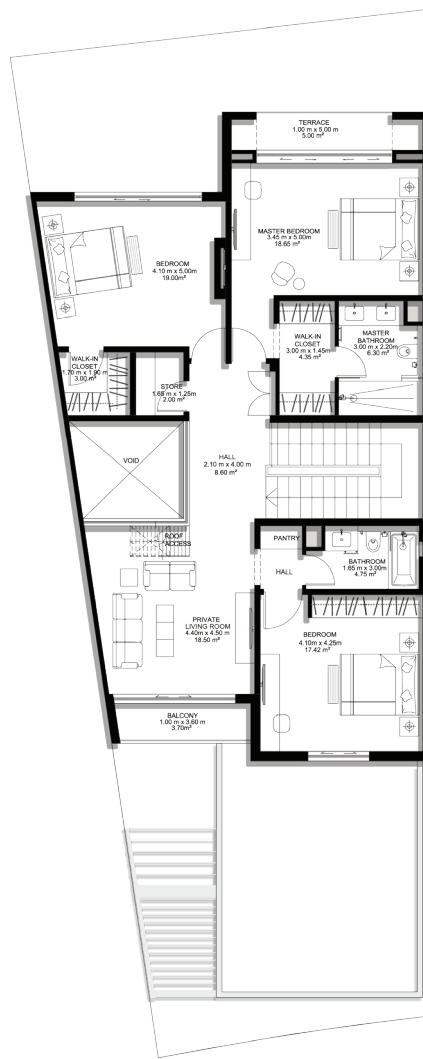 TERRACE
1.00 m x 5.00 m
5.00 m²
MASTER BEDROOM
3.45 m x 5.00m
18.65 m²
BEDROOM
4.10 m x 5.00m
19.00m²
WALK-IN
CLOSET
3.00 m x 1.45m
4.35 m²
MASTER
BATHROOM
3.00 m x 2.20m
6.30 m²
WALK-IN
CLOSET
1.70 m x 1.90 m
3.00 m²
STORE
1.68 m x 1.25m
2.00 m²
VOID
HALL
2.10 m x 4.00 m
8.60 m²
ROOF
ACCESS
PANTRY
HALL
BATHROOM
1.65 m x 3.00m
4.75 m²
PRIVATE
LIVING ROOM
4.40m x 4.50 m
18.50 m²
BEDROOM
4.10m x 4.25m
17.42 m²
BALCONY
1.00 m x 3.60 m
3.70m²